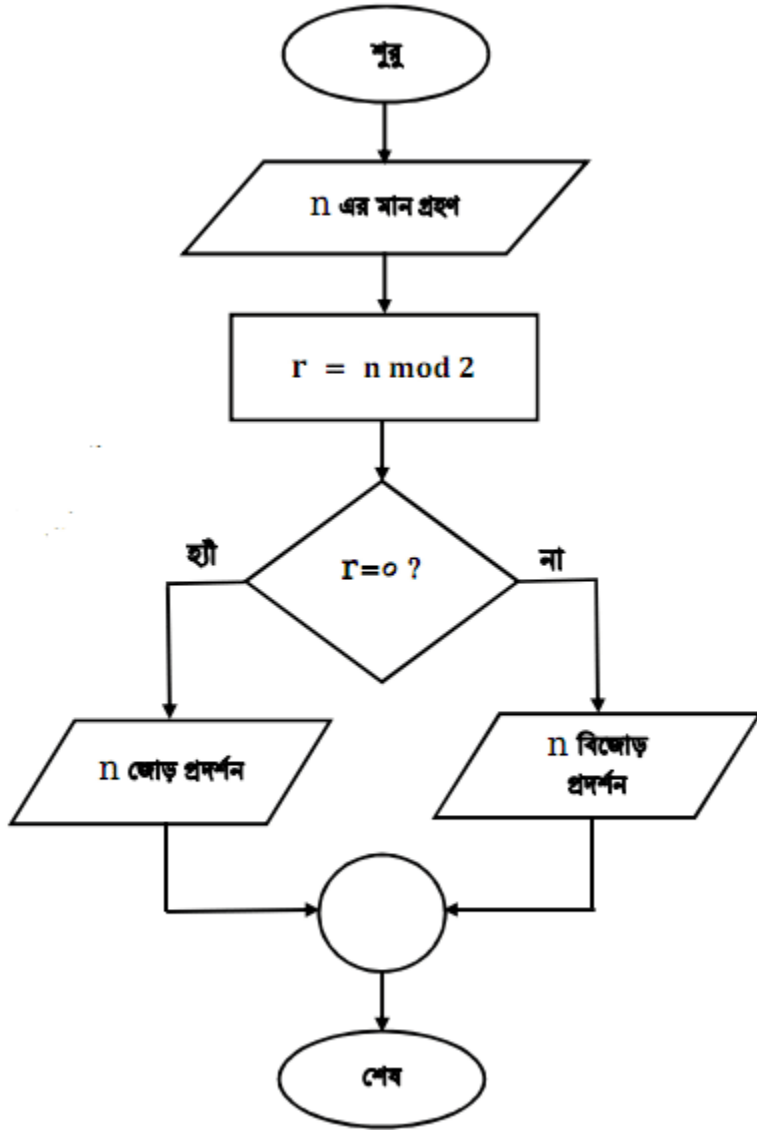 শুরু
n এর মান গ্রহণ
r = n mod 2
হ্যাঁ
r=০ ?
না
n জোড় প্রদর্শন
n বিজোড়
প্রদর্শন
শেষ